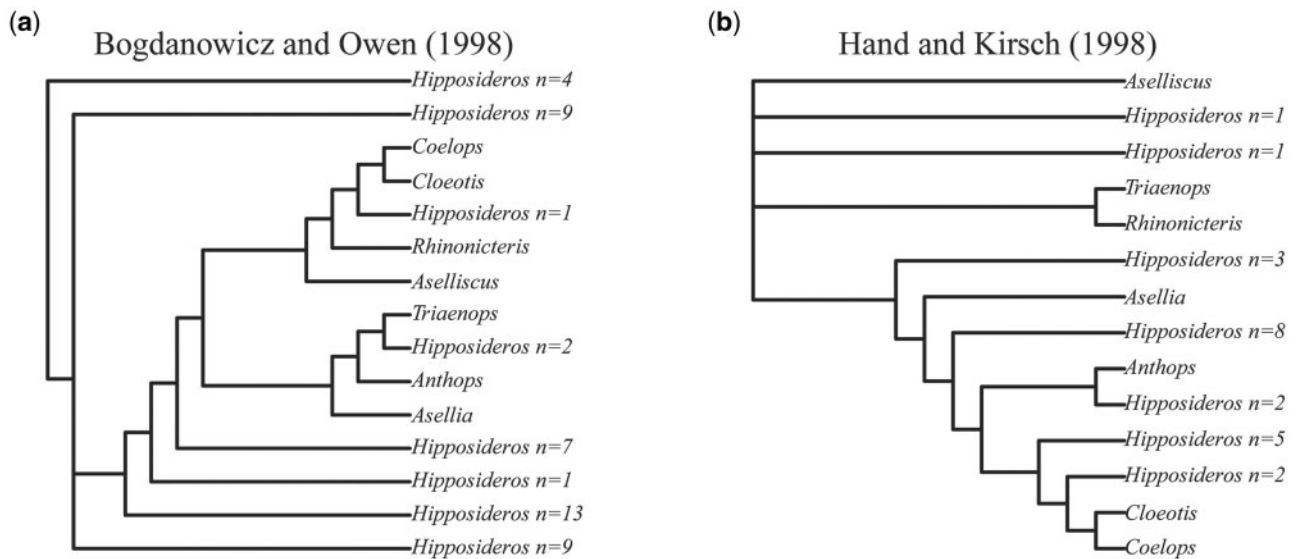 (a)
Bogdanowicz and Owen (1998)
Hipposideros n=4
Hipposideros n=9
Coelops
Cloeotis
Hipposideros n=1
Rhinonicteris
Aselliscus
Triaenops
Hipposideros n=2
Anthops
Asellia
Hipposideros n=7
Hipposideros n=1
Hipposideros n=13
Hipposideros n=9
(b)
Hand and Kirsch (1998)
Aselliscus
Hipposideros n=1
Hipposideros n=1
Triaenops
Rhinonicteris
Hipposideros n=3
Asellia
Hipposideros n=8
Anthops
Hipposideros n=2
Hipposideros n=5
Hipposideros n=2
Cloeotis
Coelops